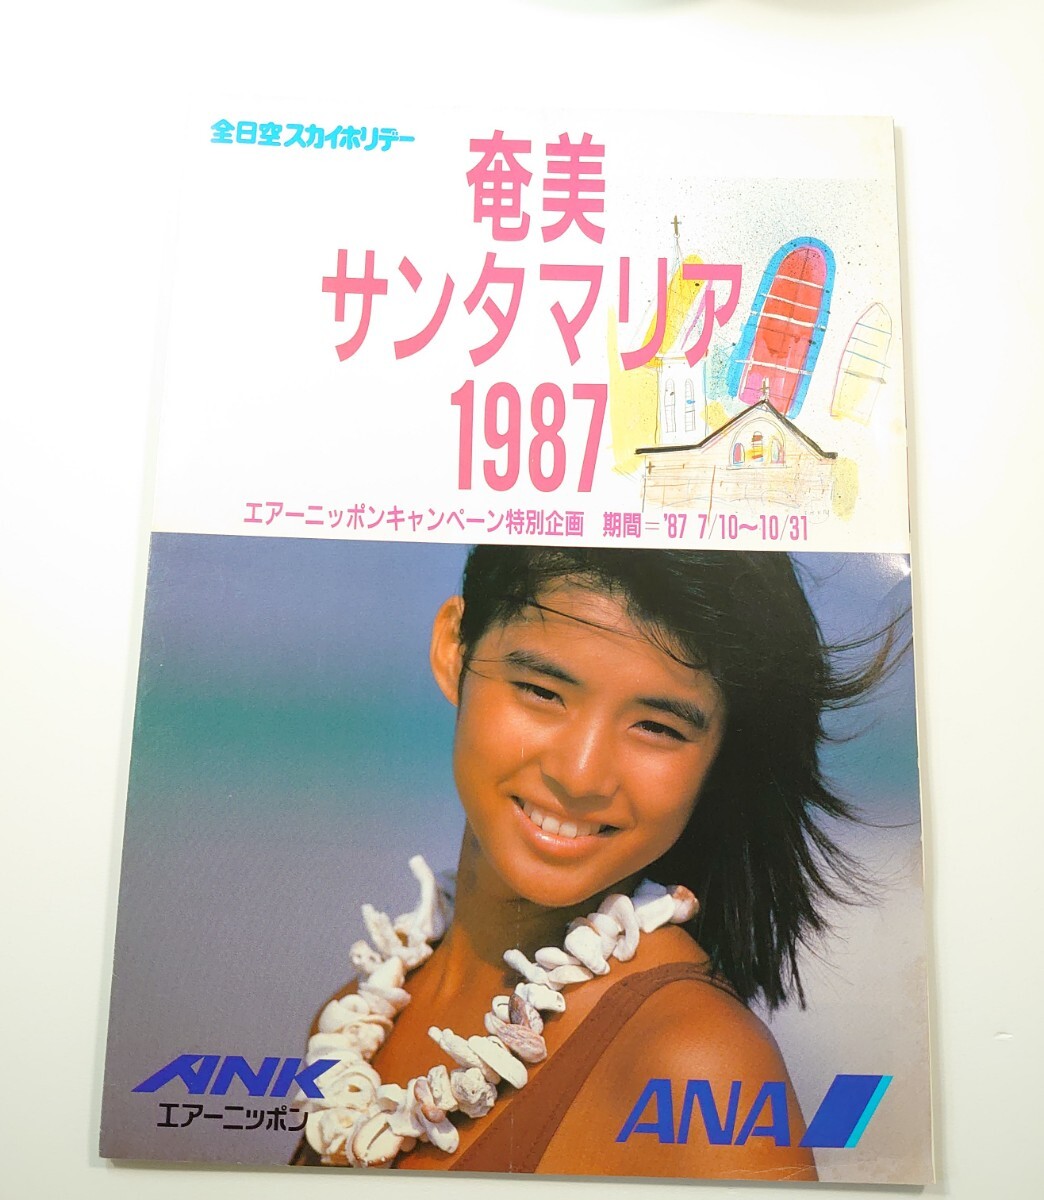 全日空スカイホリデー
奄美
サンタマリア
1987
エアーニッポンキャンペーン特別企画 期間='87 7/10〜10/31
ANK
エアーニッポン
ANA